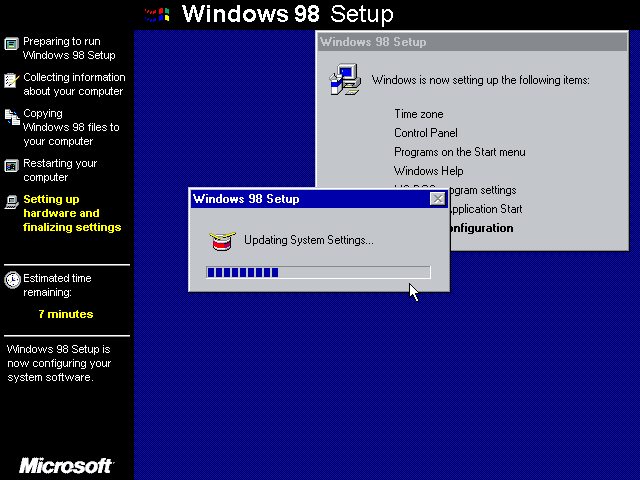 Windows 98 Setup
Preparing to run
Windows 98 Setup
Collecting information
about your computer
Copying
Windows 98 files to
your computer
Restarting your
computer
Setting up
hardware and
finalizing settings
Estimated time
remaining:
7 minutes
Windows 98 Setup is
now configuring your
system software.
Microsoft
Windows 98 Setup
Windows is now setting up the following items:
Time zone
Control Panel
Programs on the Start menu
Windows Help
program settings
Application Start
onfiguration
Windows 98 Setup
Updating System Settings...